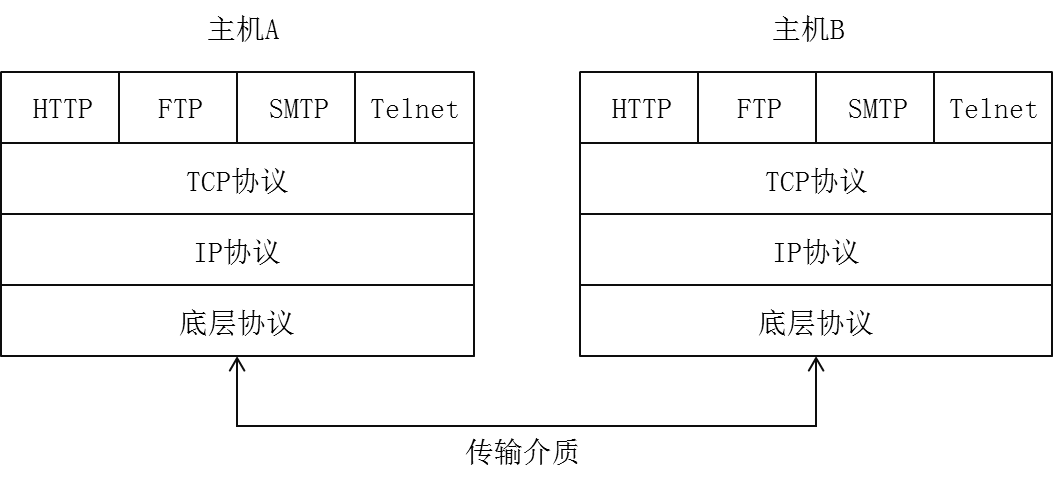 主机A 主机B
HTTP FTP SMTP Telnet HTTP FTP SMTP Telnet
TCP协议 TCP协议
IP协议 IP协议
底层协议 底层协议
传输介质